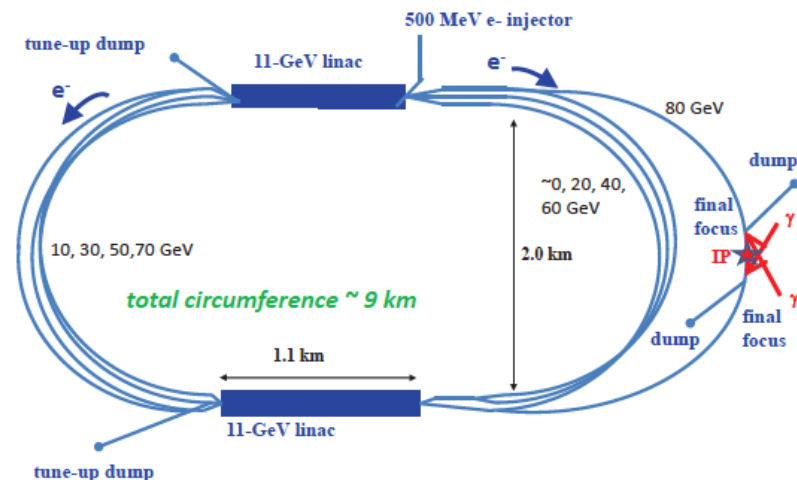 500 MeV e- injector
tune-up dump
11-GeV linac
e-
e-
80 GeV
dump
~0, 20, 40,
60 GeV
final
focus
γ
IP
10, 30, 50,70 GeV
2.0 km
total circumference ~ 9 km
γ
final
focus
dump
1.1 km
11-GeV linac
tune-up dump